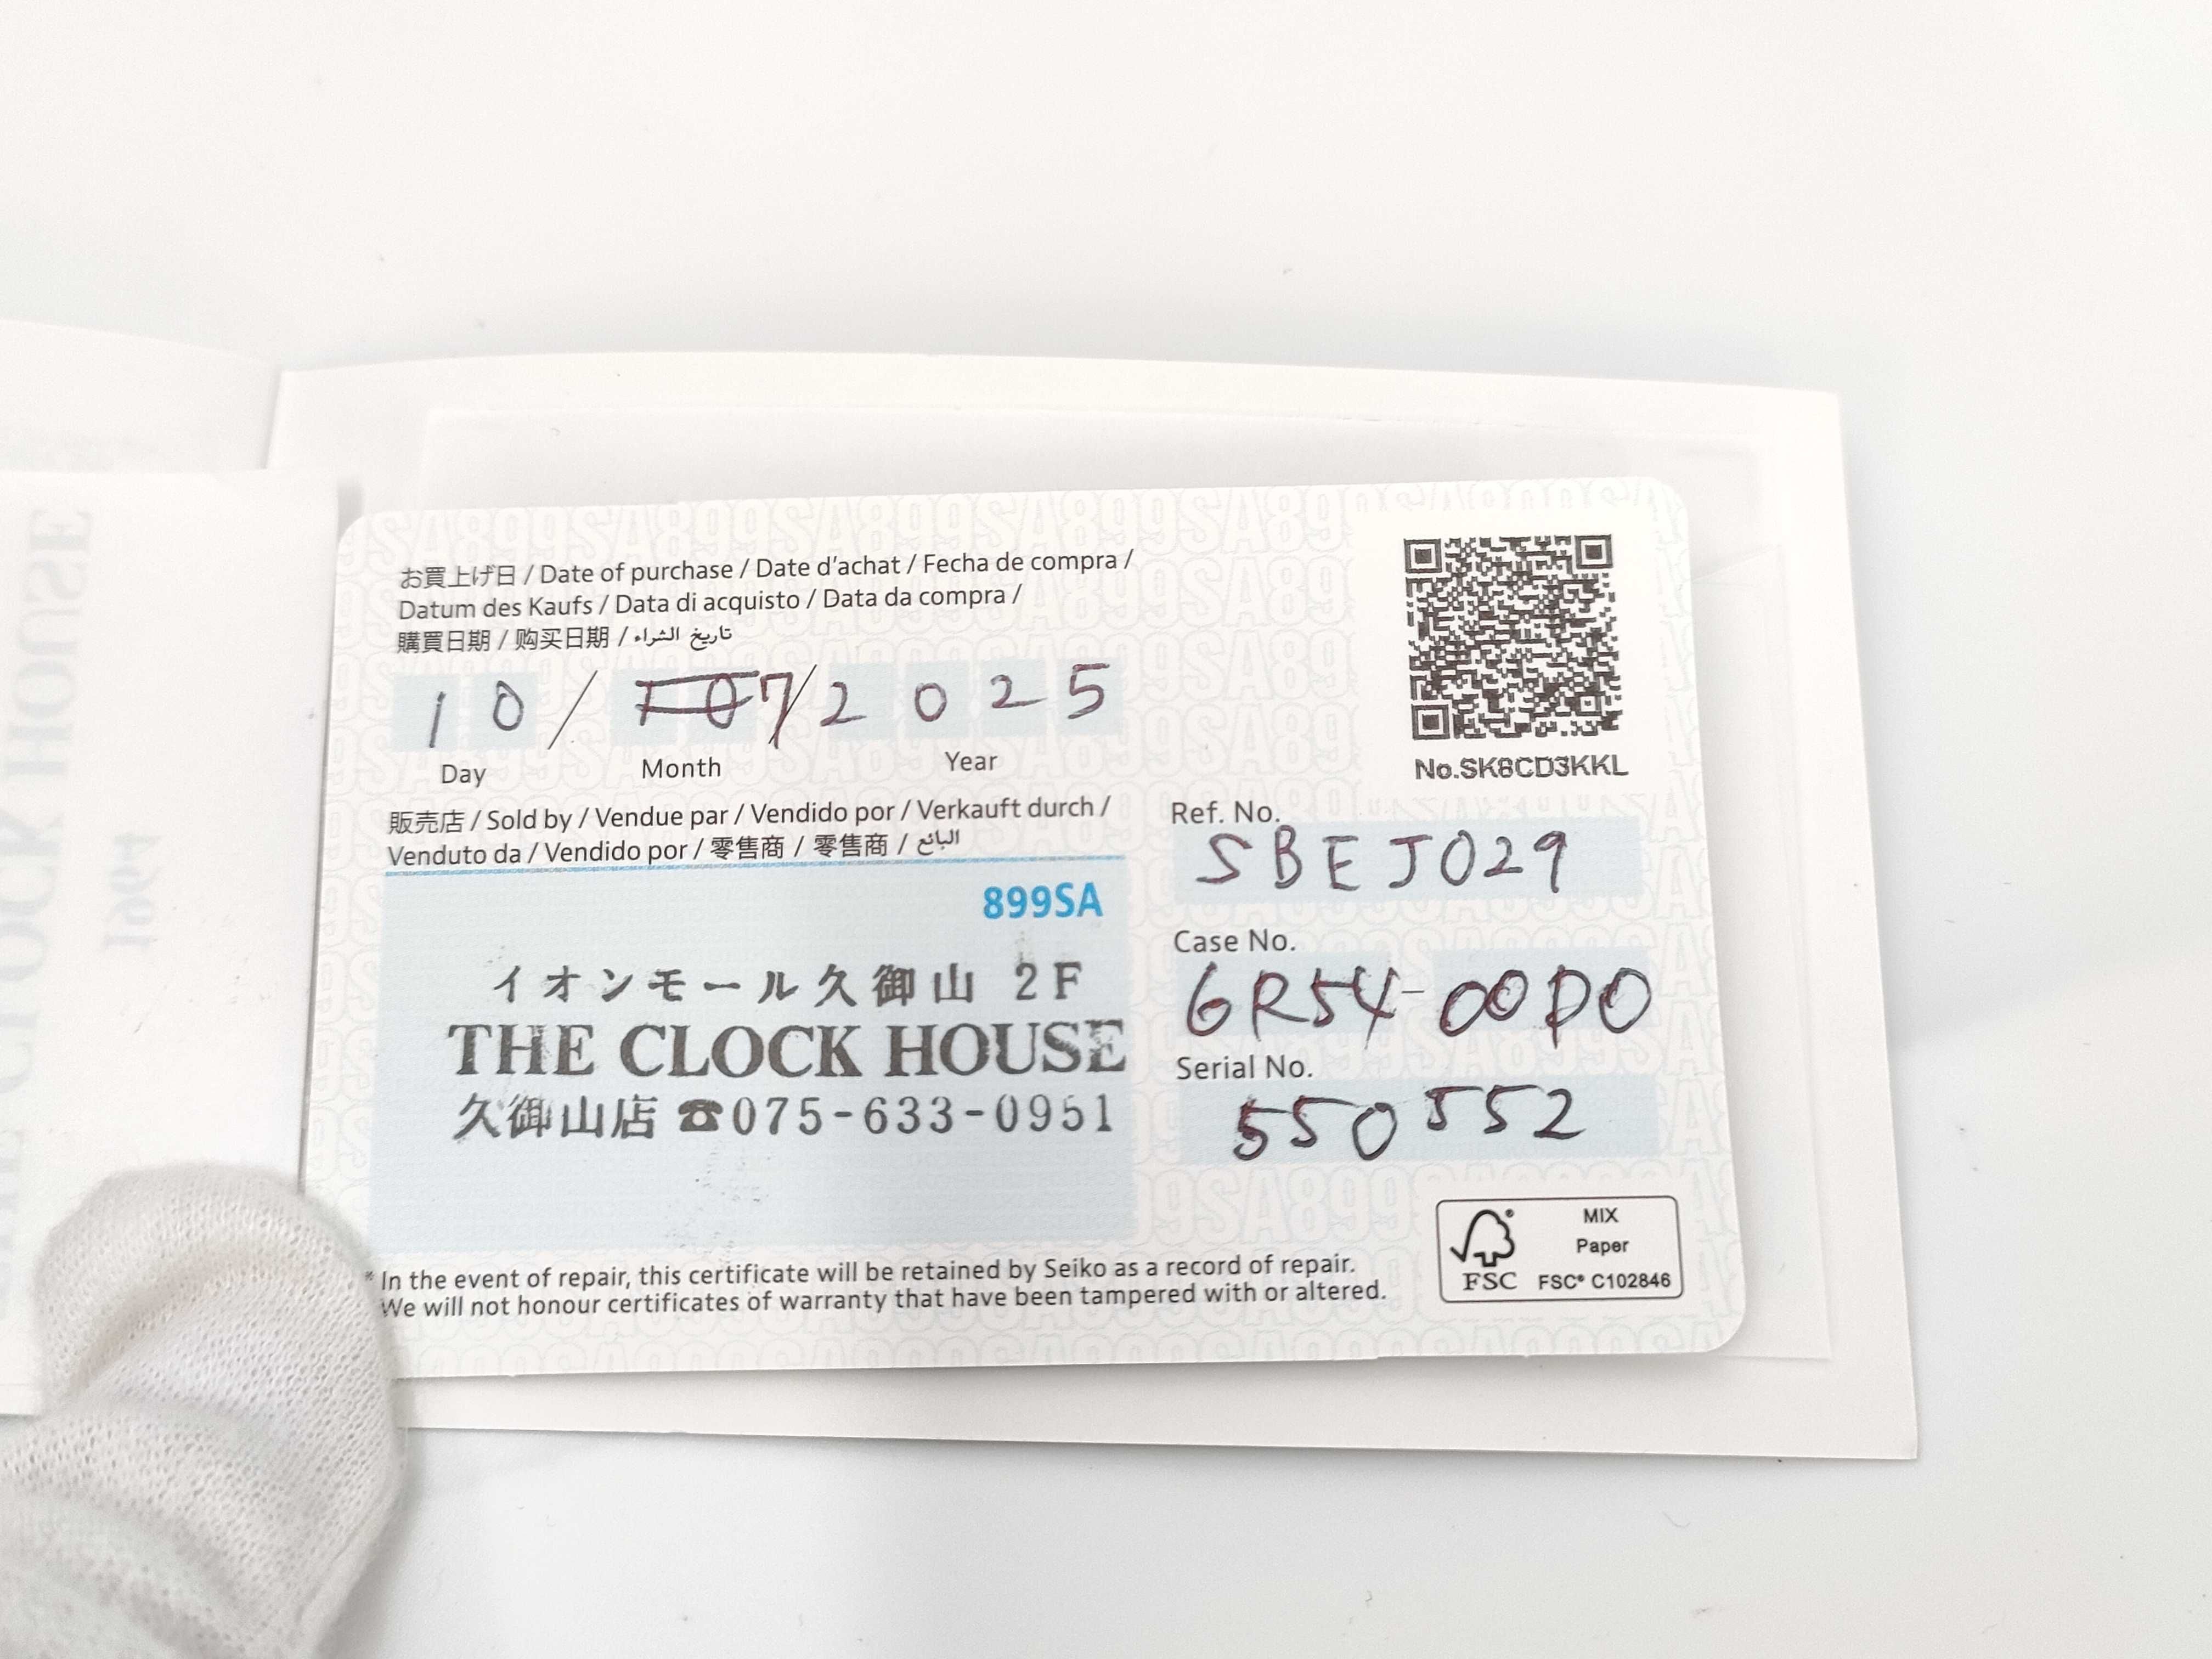 お買上げ日 / Date of purchase / Date d'achat / Fecha de compra /
Datum des Kaufs / Data di acquisto / Data da compra /
購買日期 / 购买日期 / تاريخ الشراء
10 / 7 / 2025
Day Month Year
販売店 / Sold by / Vendue par / Vendido por / Verkauft durch /
Venduto da / Vendido por / 零售商 / 零售商 / البائع
899SA
イオンモール久御山 2F
THE CLOCK HOUSE
久御山店 ☎075-633-0951
No.SK8CD3KKL
Ref. No.
SBEJ029
Case No.
6R54-00D0
Serial No.
550552
* In the event of repair, this certificate will be retained by Seiko as a record of repair.
We will not honour certificates of warranty that have been tampered with or altered.
MIX
Paper
FSC FSC® C102846
CLOCK HOUSE
1964